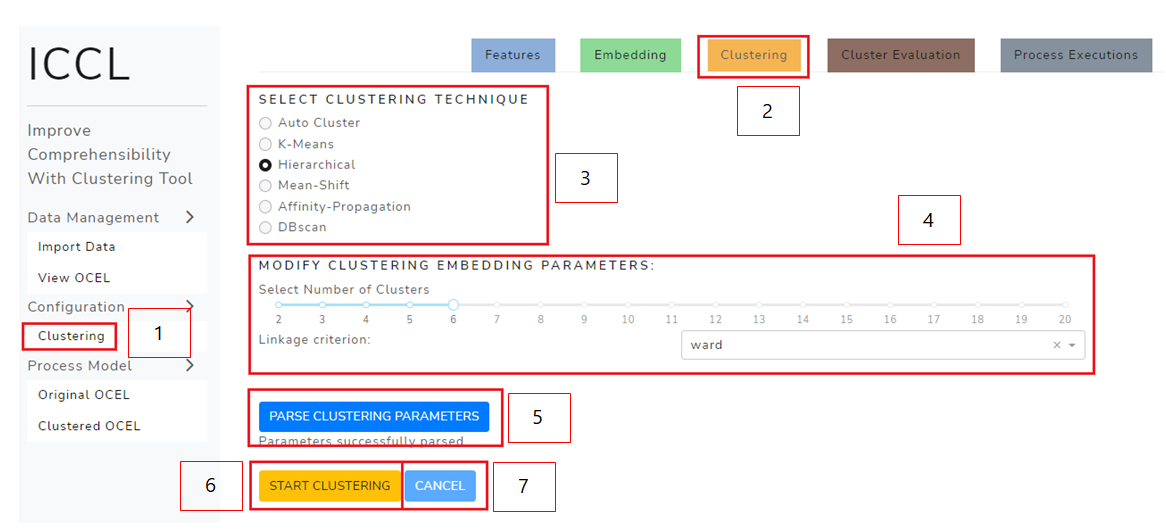 ICCL
Improve
Comprehensibility
With Clustering Tool
Data Management
Import Data
View OCEL
Configuration
Clustering
1
Process Model
Original OCEL
Clustered OCEL
Features
Embedding
Clustering
Cluster Evaluation
Process Executions
2
SELECT CLUSTERING TECHNIQUE
Auto Cluster
K-Means
Hierarchical
Mean-Shift
Affinity-Propagation
DBscan
3
4
MODIFY CLUSTERING EMBEDDING PARAMETERS:
Select Number of Clusters
2 3 4 5 6 7 8 9 10 11 12 13 14 15 16 17 18 19 20
Linkage criterion:
ward
PARSE CLUSTERING PARAMETERS
5
Parameters successfully parsed
6
START CLUSTERING
CANCEL
7